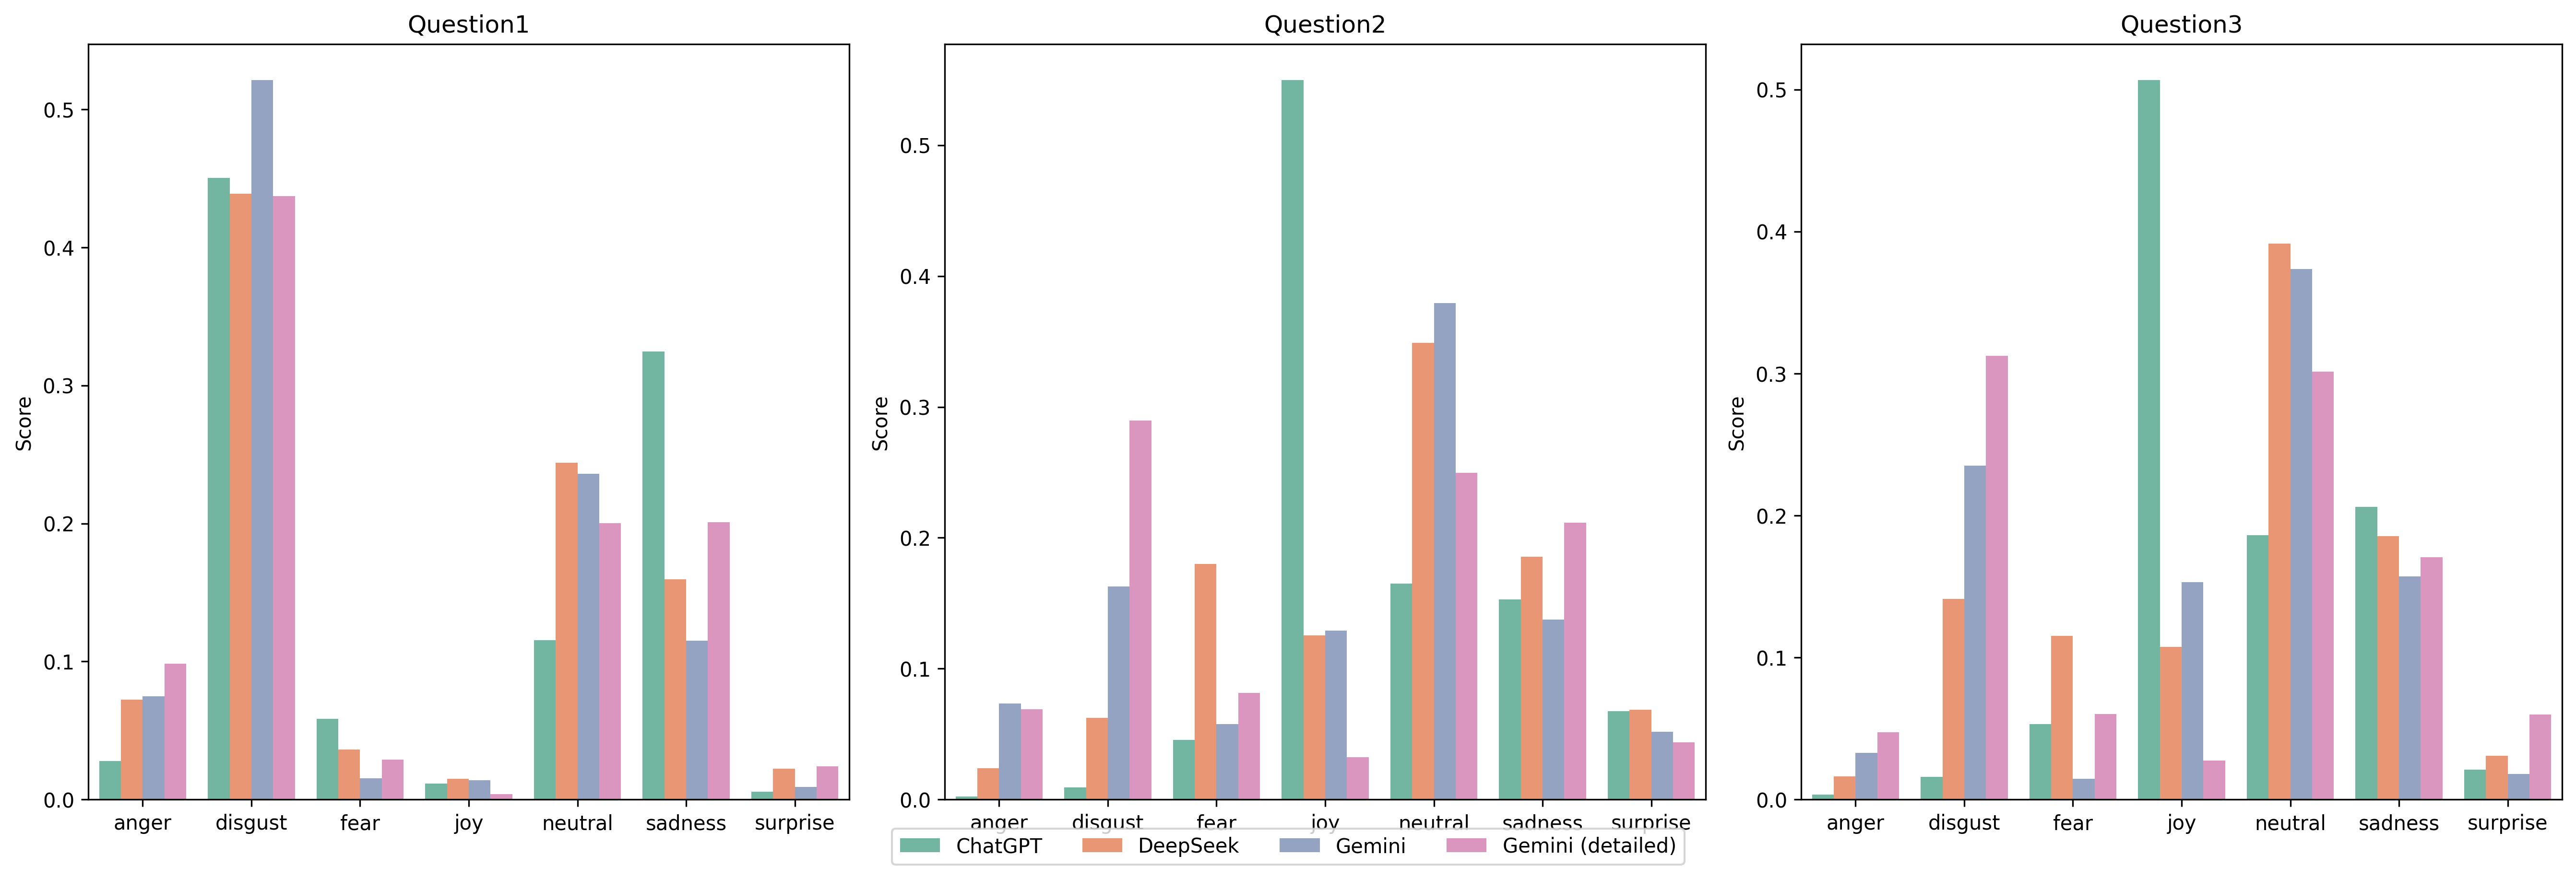 Question1
Score
0.5
0.4
0.3
0.2
0.1
0.0
anger disgust fear joy neutral sadness surprise
Question2
Score
0.5
0.4
0.3
0.2
0.1
0.0
anger disgust fear joy neutral sadness surprise
Question3
Score
0.5
0.4
0.3
0.2
0.1
0.0
anger disgust fear joy neutral sadness surprise
ChatGPT DeepSeek Gemini Gemini (detailed)